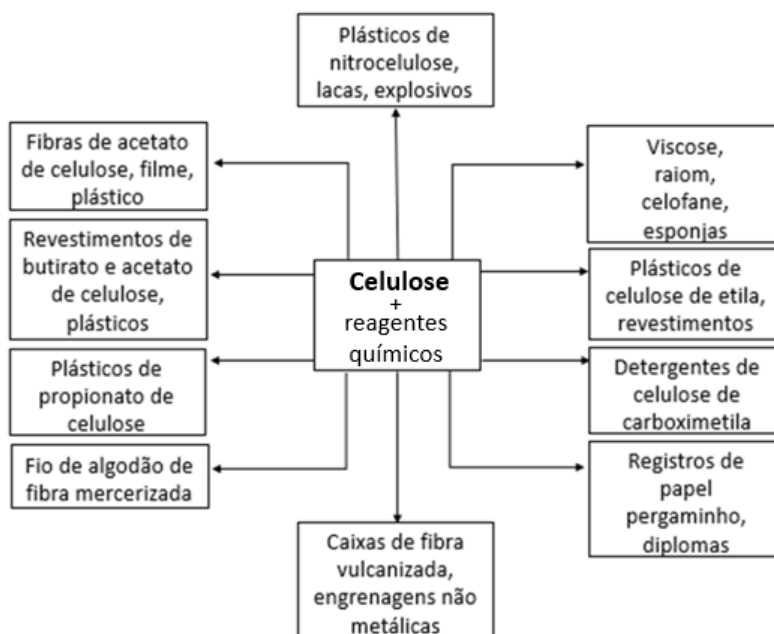 Plásticos de
nitrocelulose,
lacas, explosivos
Fibras de acetato
de celulose, filme,
plástico
Viscose,
raiom,
celofane,
esponjas
Revestimentos de
butirato e acetato
de celulose,
plásticos
Celulose
+
reagentes
químicos
Plásticos de
celulose de etila,
revestimentos
Plásticos de
propionato de
celulose
Detergentes de
celulose de
carboximetila
Fio de algodão de
fibra mercerizada
Registros de
papel
pergaminho,
diplomas
Caixas de fibra
vulcanizada,
engrenagens não
metálicas